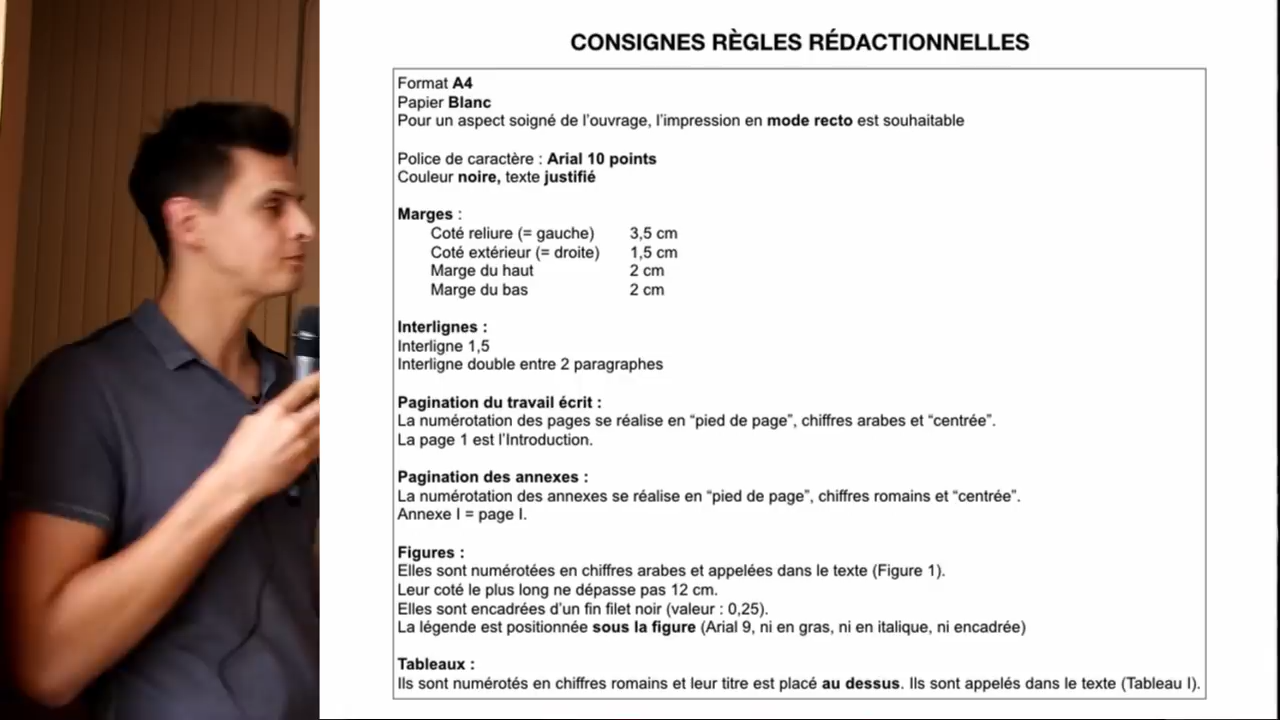 CONSIGNES RÈGLES RÉDACTIONNELLES
Format A4
Papier Blanc
Pour un aspect soigné de l'ouvrage, l'impression en mode recto est souhaitable
Police de caractère : Arial 10 points
Couleur noire, texte justifié
Marges :
Coté reliure (= gauche) 3,5 cm
Coté extérieur (= droite) 1,5 cm
Marge du haut 2 cm
Marge du bas 2 cm
Interlignes :
Interligne 1,5
Interligne double entre 2 paragraphes
Pagination du travail écrit :
La numérotation des pages se réalise en “pied de page”, chiffres arabes et “centrée”.
La page 1 est l'Introduction.
Pagination des annexes :
La numérotation des annexes se réalise en “pied de page”, chiffres romains et “centrée”.
Annexe I = page I.
Figures :
Elles sont numérotées en chiffres arabes et appelées dans le texte (Figure 1).
Leur coté le plus long ne dépasse pas 12 cm.
Elles sont encadrées d'un fin filet noir (valeur : 0,25).
La légende est positionnée sous la figure (Arial 9, ni en gras, ni en italique, ni encadrée)
Tableaux :
Ils sont numérotés en chiffres romains et leur titre est placé au dessus. Ils sont appelés dans le texte (Tableau I).